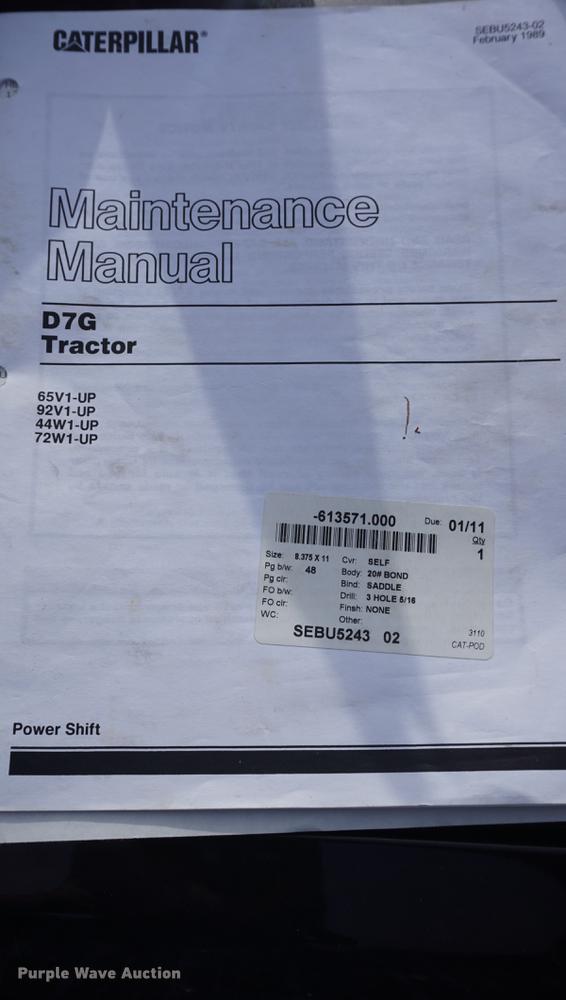 CATERPILLAR®
SEBU5243-02
February 1989
Maintenance
Manual
D7G
Tractor
65V1-UP
92V1-UP
44W1-UP
72W1-UP
-613571.000
Due: 01/11
Qty
1
Size: 8.375 X 11
Pg b/w: 48
Pg clr:
FO b/w:
FO clr:
WC:
Cvr: SELF
Body: 20# BOND
Bind: SADDLE
Drill: 3 HOLE 5/16
Finsh: NONE
Other:
SEBU5243 02
3110
CAT-POD
Power Shift
Purple Wave Auction